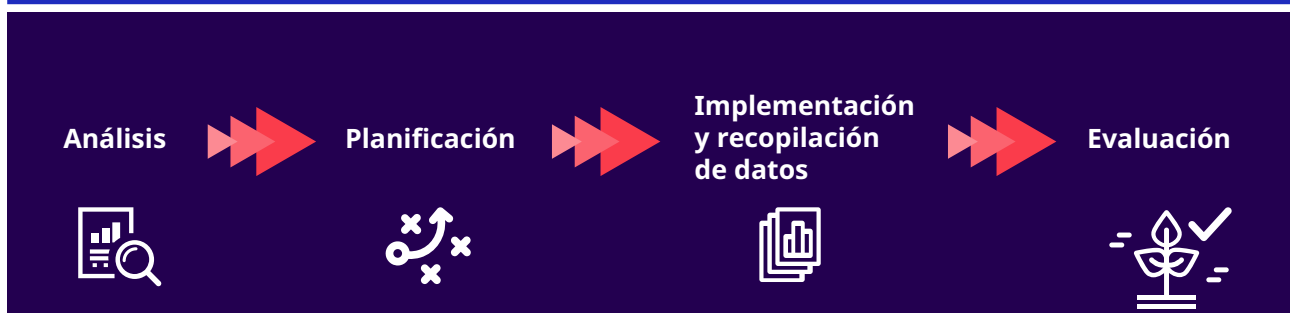 Análisis
Planificación
Implementación
y recopilación
de datos
Evaluación